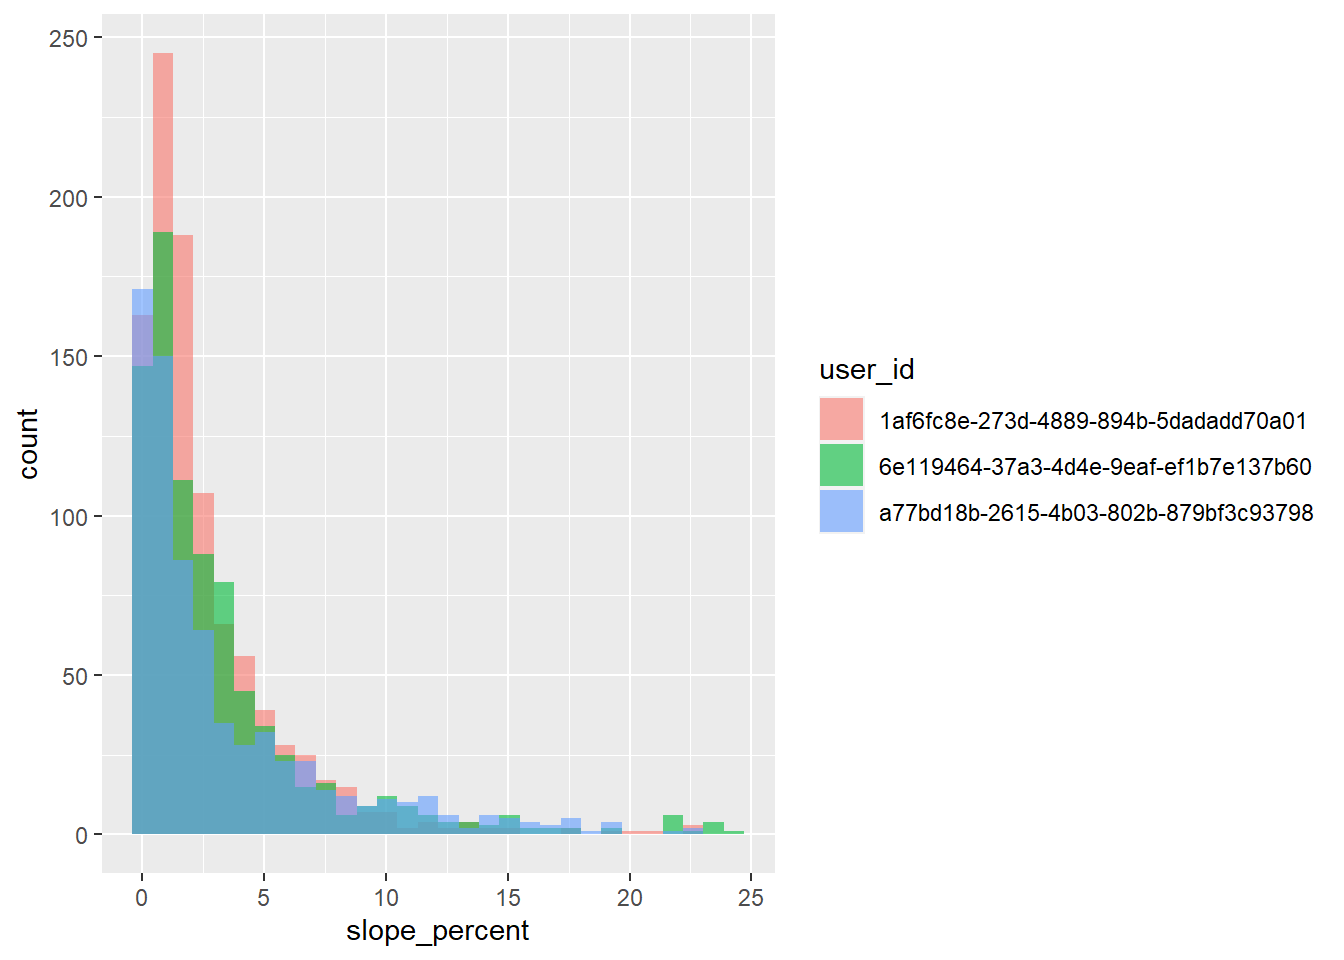 250
200
150
100
50
0
count
0 5 10 15 20 25
slope_percent
user_id
1af6fc8e-273d-4889-894b-5dadadd70a01
6e119464-37a3-4d4e-9eaf-ef1b7e137b60
a77bd18b-2615-4b03-802b-879bf3c93798